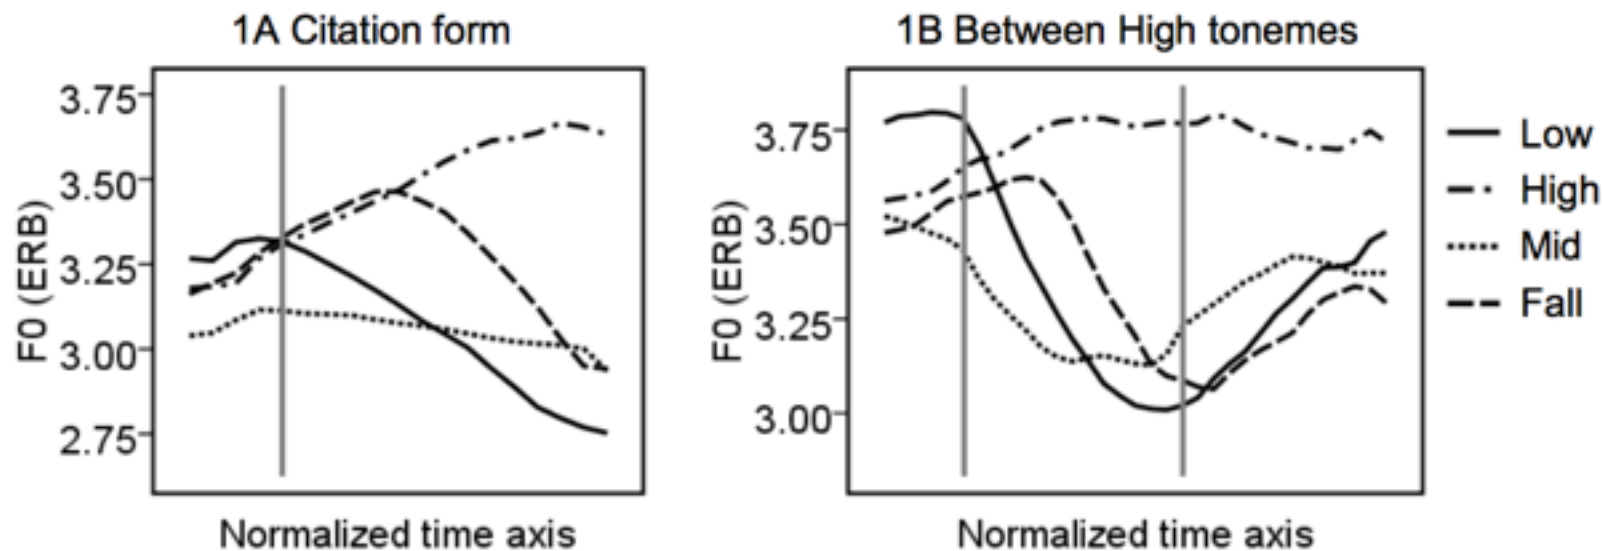 1A Citation form
3.75
3.50
3.25
3.00
2.75
F0 (ERB)
Normalized time axis
1B Between High tonemes
3.75
3.50
3.25
3.00
F0 (ERB)
Normalized time axis
Low
High
Mid
Fall